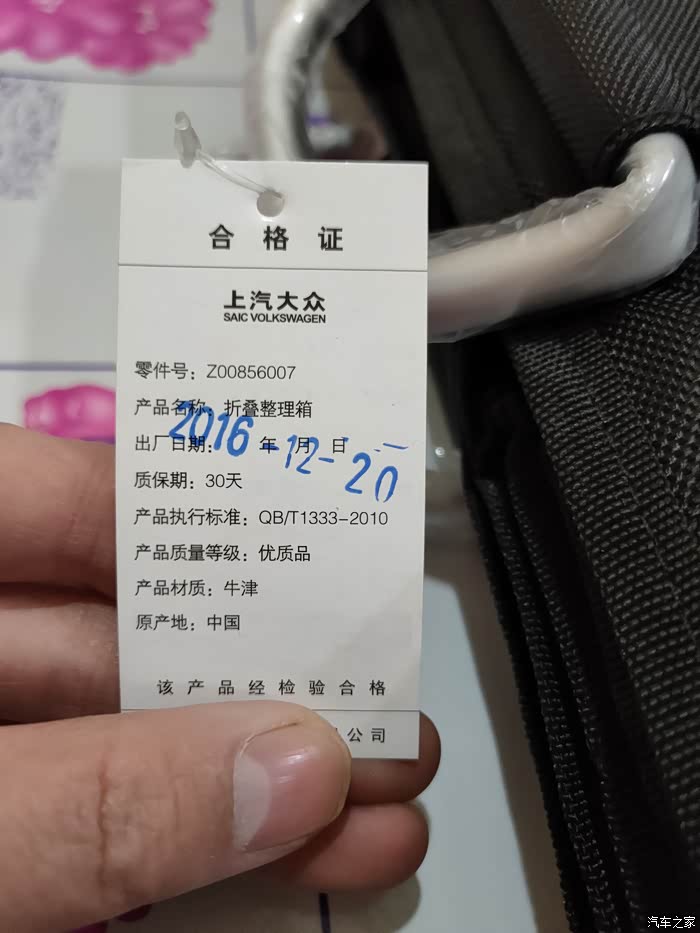 合格证
上汽大众
SAIC VOLKSWAGEN
零件号：Z00856007
产品名称：折叠整理箱
出厂日期： 年 月 日
2016-12-20
质保期：30天
产品执行标准：QB/T1333-2010
产品质量等级：优质品
产品材质：牛津
原产地：中国
该产品经检验合格
公司
汽车之家